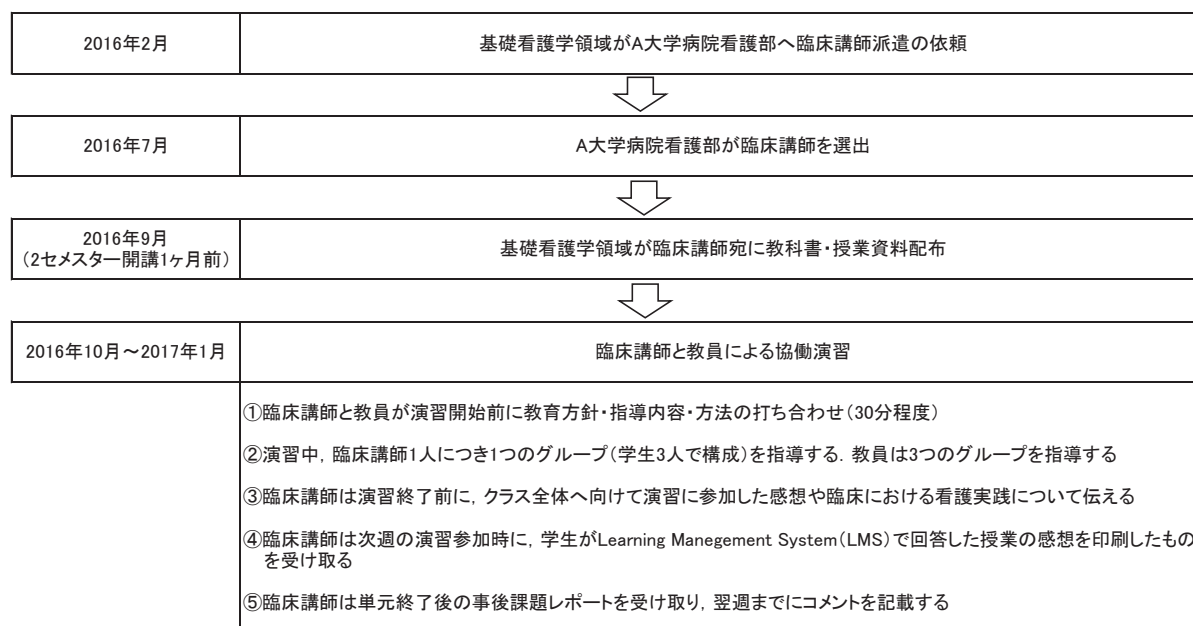 2016年2月
基礎看護学領域がA大学病院看護部へ臨床講師派遣の依頼
2016年7月
A大学病院看護部が臨床講師を選出
2016年9月
(2セメスター開講1ヶ月前)
基礎看護学領域が臨床講師宛に教科書・授業資料配布
2016年10月～2017年1月
臨床講師と教員による協働演習
①臨床講師と教員が演習開始前に教育方針・指導内容・方法の打ち合わせ(30分程度)
②演習中，臨床講師1人につき1つのグループ(学生3人で構成)を指導する．教員は3つのグループを指導する
③臨床講師は演習終了前に，クラス全体へ向けて演習に参加した感想や臨床における看護実践について伝える
④臨床講師は次週の演習参加時に，学生がLearning Manegement System(LMS)で回答した授業の感想を印刷したもの
を受け取る
⑤臨床講師は単元終了後の事後課題レポートを受け取り，翌週までにコメントを記載する